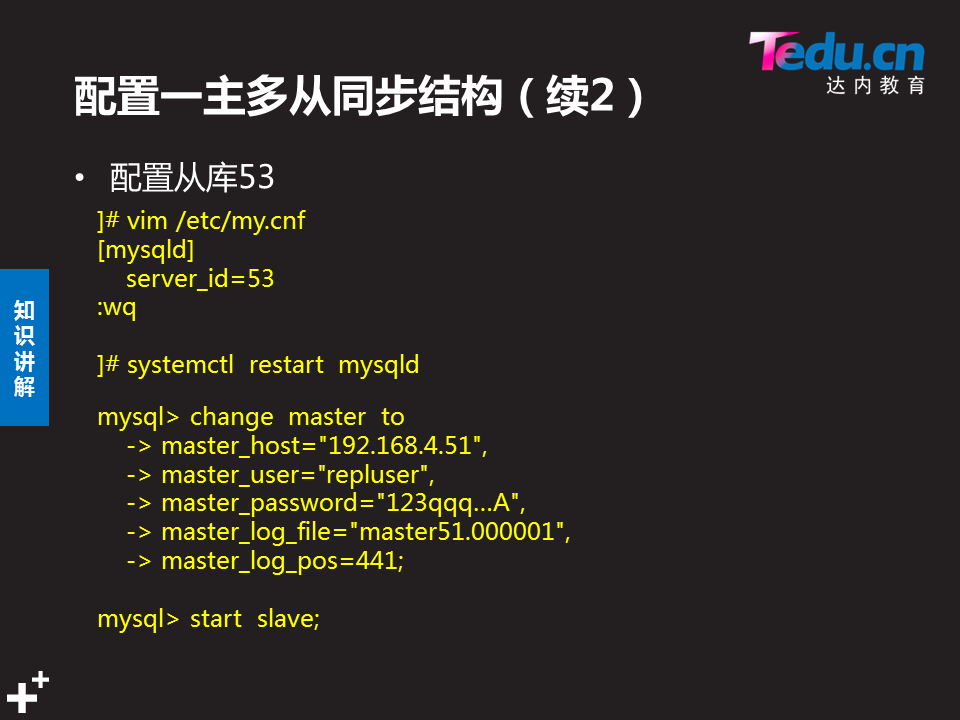 Tedu.cn
达内教育
配置一主多从同步结构（续2）
• 配置从库53
]# vim /etc/my.cnf
[mysqld]
server_id=53
:wq
]# systemctl restart mysqld
mysql> change master to
-> master_host="192.168.4.51",
-> master_user="repluser",
-> master_password="123qqq…A",
-> master_log_file="master51.000001",
-> master_log_pos=441;
mysql> start slave;
知识讲解